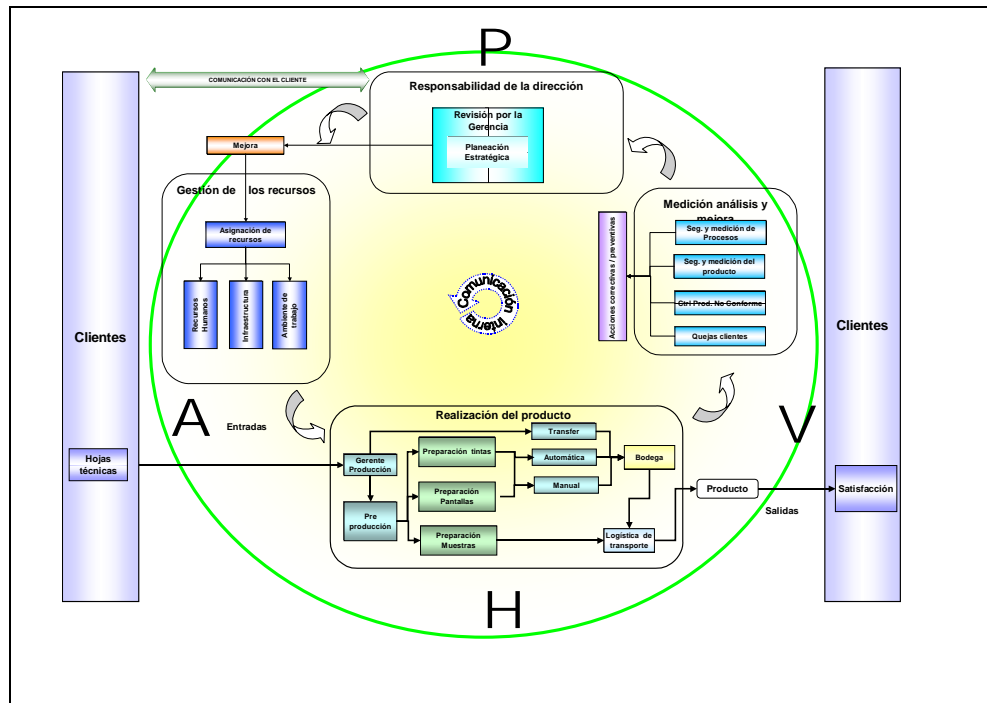 P
COMUNICACIÓN CON EL CLIENTE
Responsabilidad de la dirección
Revisión por la
Gerencia
Planeación
Estratégica
Mejora
Gestión de los recursos
Asignación de
recursos
Recursos
Humanos
Infraestructura
Ambiente de
trabajo
Clientes
Hojas
técnicas
Comunicación Interna
Medición análisis y
mejora
Acciones correctivas / preventivas
Seg. y medición de
Procesos
Seg. y medición del
producto
Ctrl Prod. No Conforme
Quejas clientes
Clientes
Satisfacción
A
V
Entradas
Realización del producto
Gerente
Producción
Pre
producción
Preparación tintas
Preparación
Pantallas
Preparación
Muestras
Transfer
Automática
Manual
Bodega
Logística de
transporte
Producto
Salidas
H